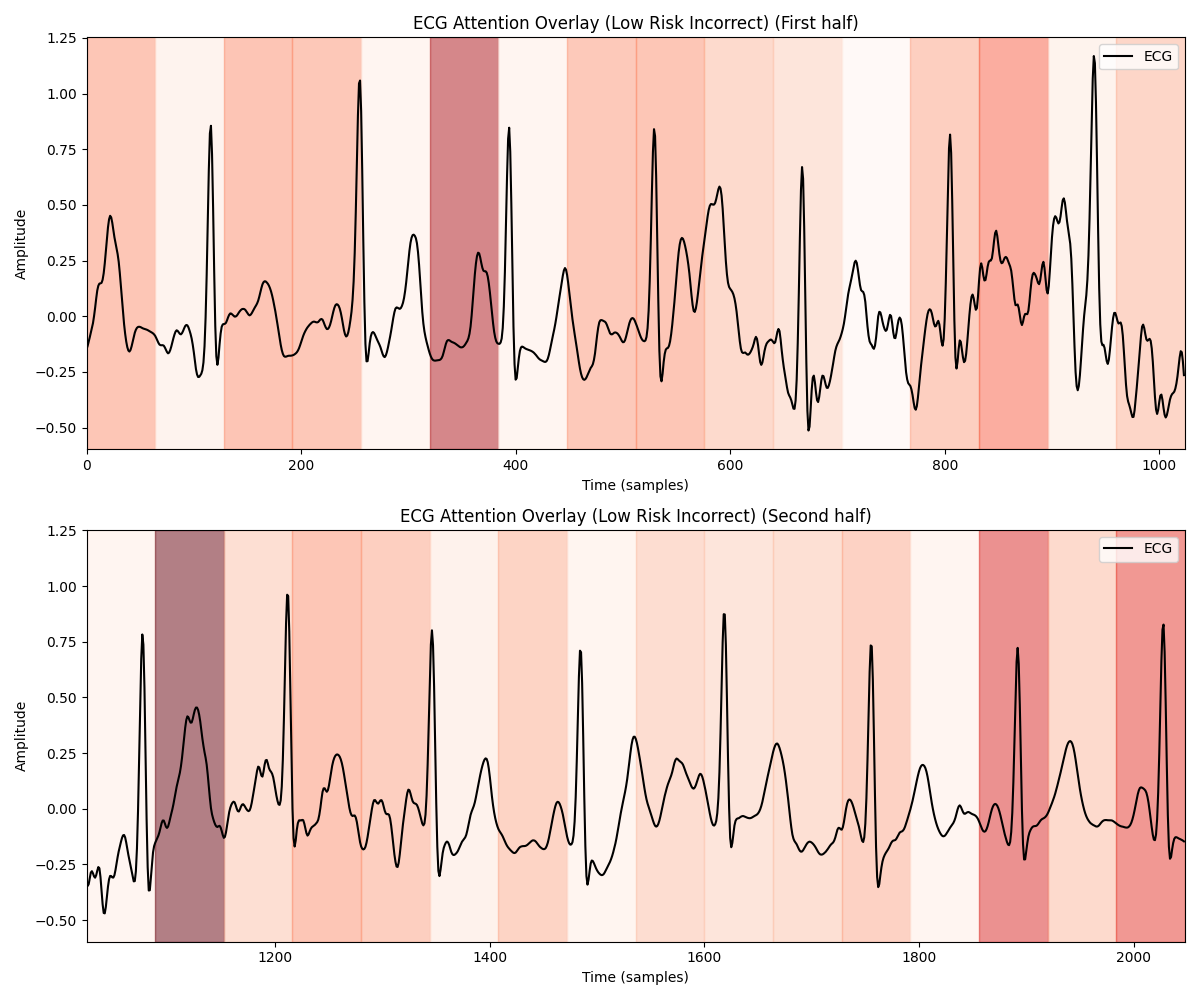 ECG Attention Overlay (Low Risk Incorrect) (First half)
1.25
1.00
0.75
0.50
0.25
0.00
−0.25
−0.50
Amplitude
ECG
0 200 400 600 800 1000
Time (samples)
ECG Attention Overlay (Low Risk Incorrect) (Second half)
1.25
1.00
0.75
0.50
0.25
0.00
−0.25
−0.50
Amplitude
ECG
1200 1400 1600 1800 2000
Time (samples)